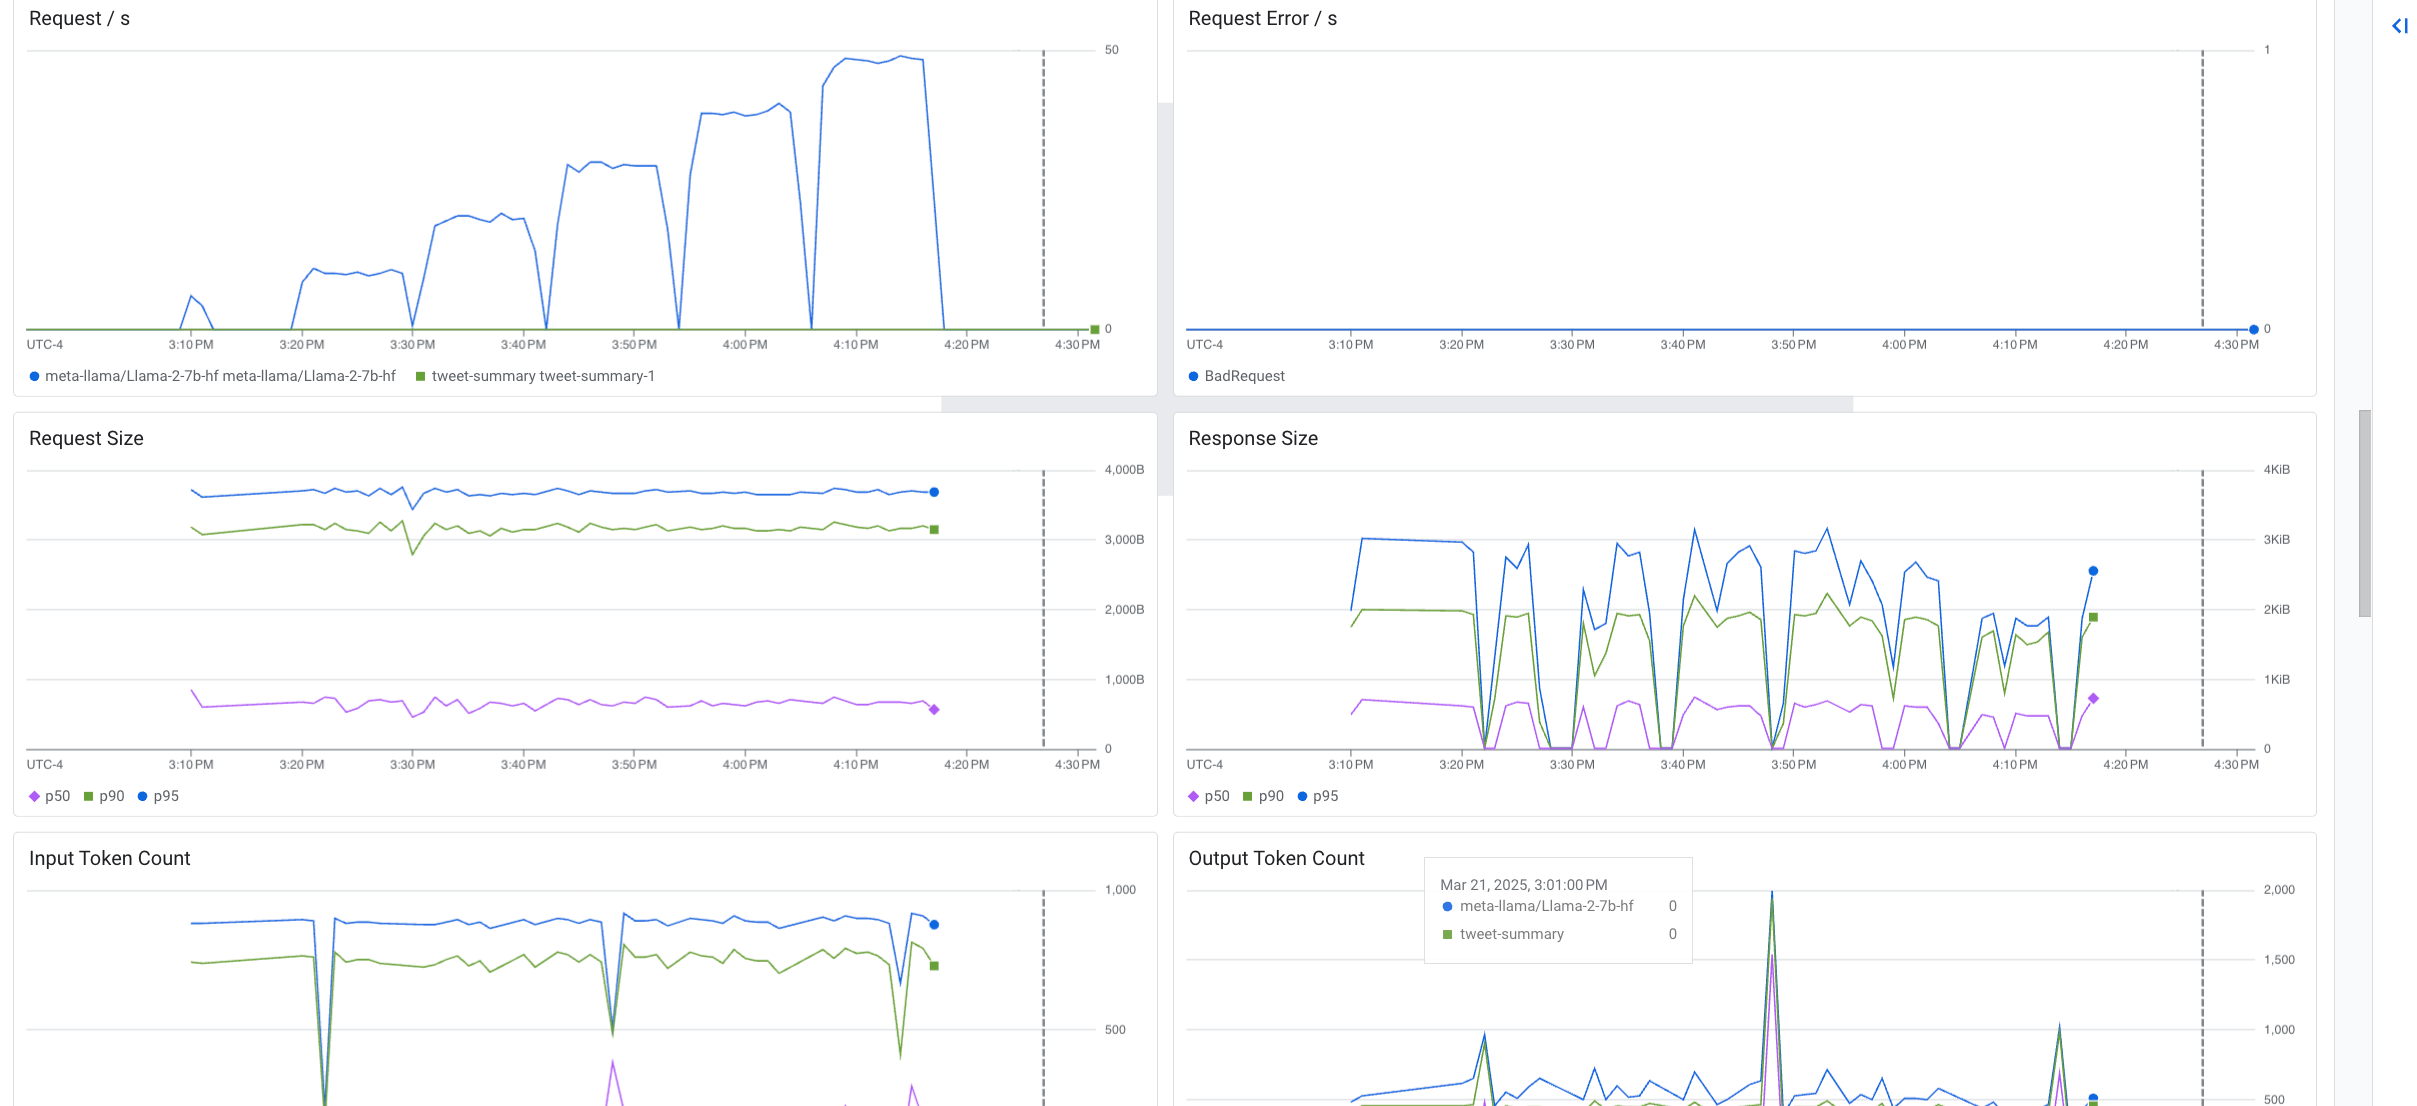 Request / s
50
0
UTC-4 3:10 PM 3:20 PM 3:30 PM 3:40 PM 3:50 PM 4:00 PM 4:10 PM 4:20 PM 4:30 PM
meta-llama/Llama-2-7b-hf meta-llama/Llama-2-7b-hf tweet-summary tweet-summary-1
Request Error / s
1
0
UTC-4 3:10 PM 3:20 PM 3:30 PM 3:40 PM 3:50 PM 4:00 PM 4:10 PM 4:20 PM 4:30 PM
BadRequest
Request Size
4,000B
3,000B
2,000B
1,000B
0
UTC-4 3:10 PM 3:20 PM 3:30 PM 3:40 PM 3:50 PM 4:00 PM 4:10 PM 4:20 PM 4:30 PM
p50 p90 p95
Response Size
4KiB
3KiB
2KiB
1KiB
0
UTC-4 3:10 PM 3:20 PM 3:30 PM 3:40 PM 3:50 PM 4:00 PM 4:10 PM 4:20 PM 4:30 PM
p50 p90 p95
Input Token Count
1,000
500
Output Token Count
Mar 21, 2025, 3:01:00 PM
meta-llama/Llama-2-7b-hf 0
tweet-summary 0
2,000
1,500
1,000
500